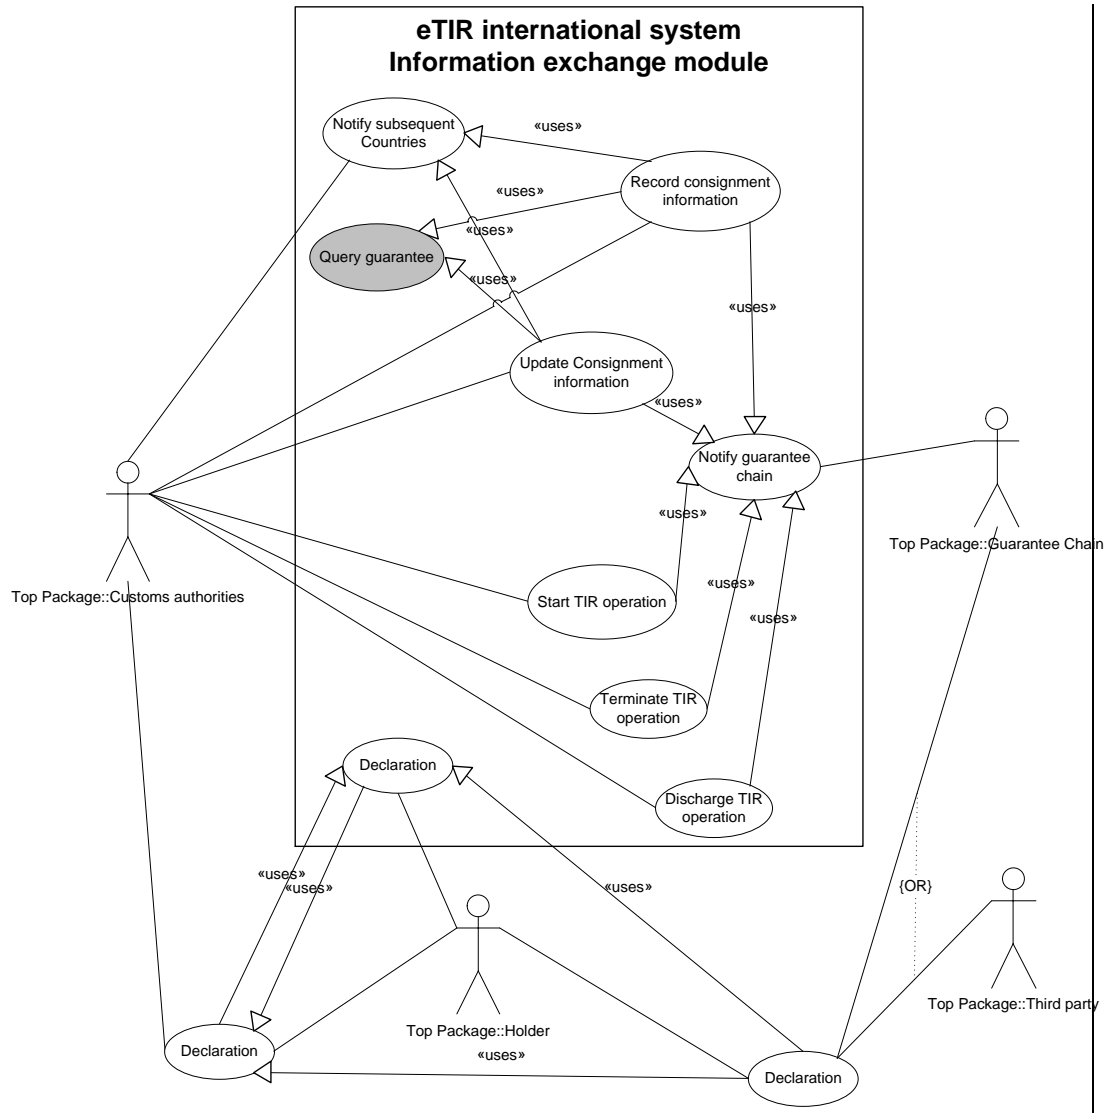 eTIR international system
Information exchange module
Notify subsequent
Countries
«uses»
Record consignment
information
«uses»
«uses»
Query guarantee
«uses»
«uses»
Update Consignment
information
«uses»
Notify guarantee
chain
«uses»
Top Package::Guarantee Chain
Top Package::Customs authorities
Start TIR operation
«uses»
«uses»
Terminate TIR
operation
Declaration
Discharge TIR
operation
«uses»
«uses»
«uses»
{OR}
Top Package::Third party
Top Package::Holder
Declaration
«uses»
Declaration